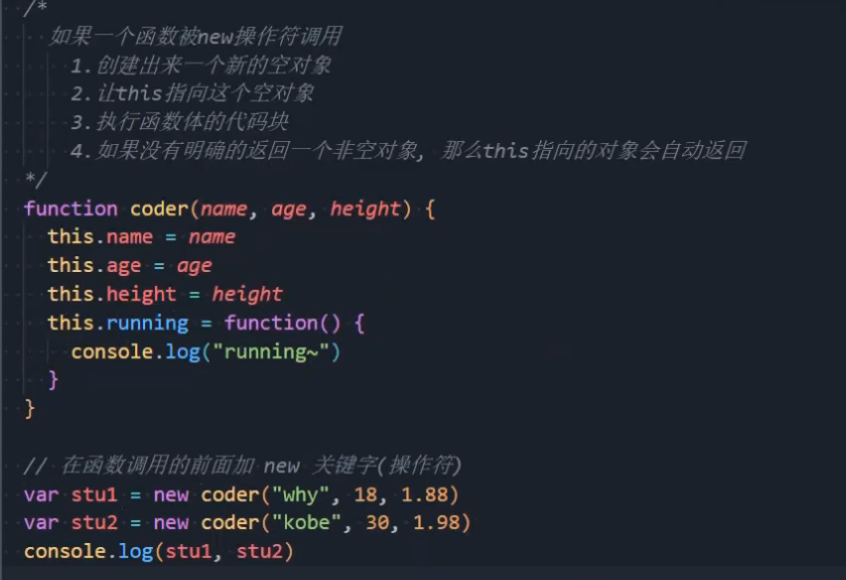 /*
如果一个函数被new操作符调用
1.创建出来一个新的空对象
2.让this指向这个空对象
3.执行函数体的代码块
4.如果没有明确的返回一个非空对象, 那么this指向的对象会自动返回
*/
function coder(name, age, height) {
this.name = name
this.age = age
this.height = height
this.running = function() {
console.log("running~")
}
}
// 在函数调用的前面加 new 关键字(操作符)
var stu1 = new coder("why", 18, 1.88)
var stu2 = new coder("kobe", 30, 1.98)
console.log(stu1, stu2)